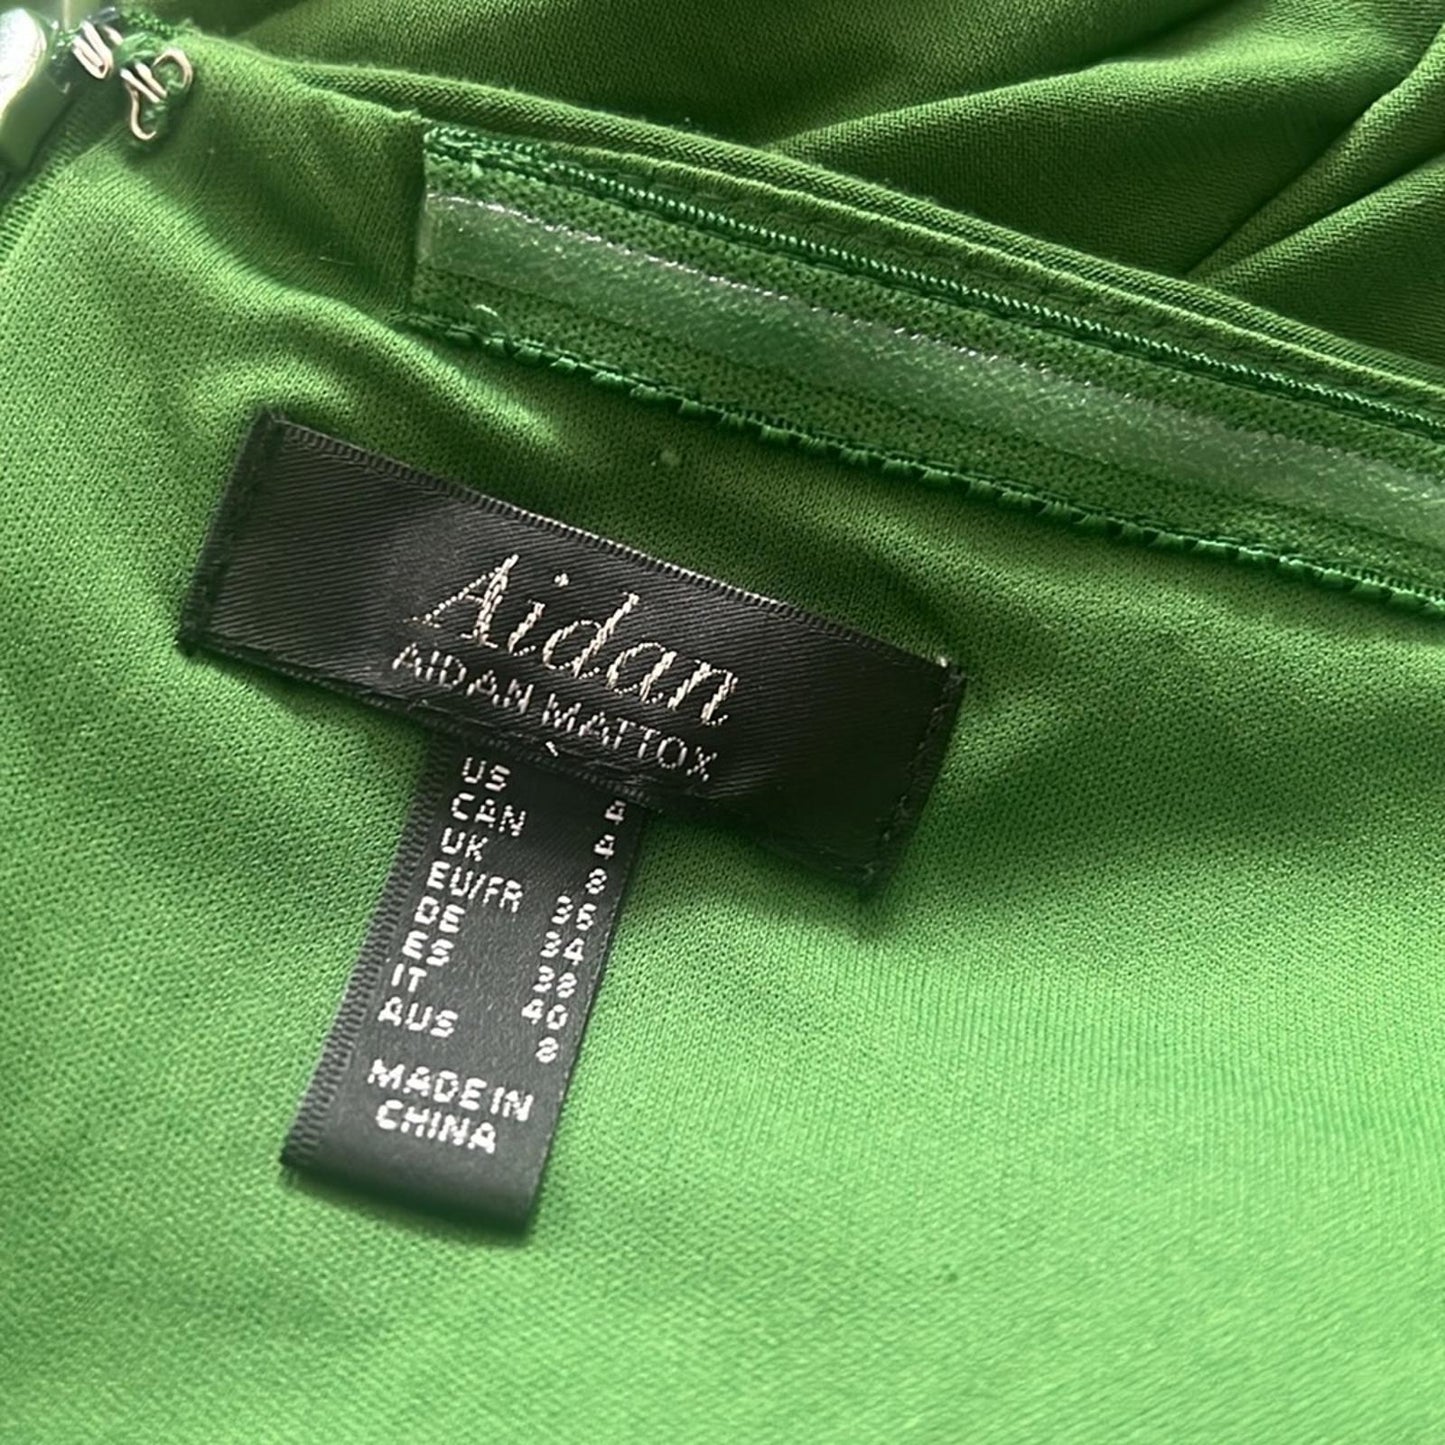 Aidan
AIDAN MATTOX
US 4
CAN 4
UK 8
EU/FR 36
DE 34
ES 38
IT 40
AUS 8
MADE IN
CHINA